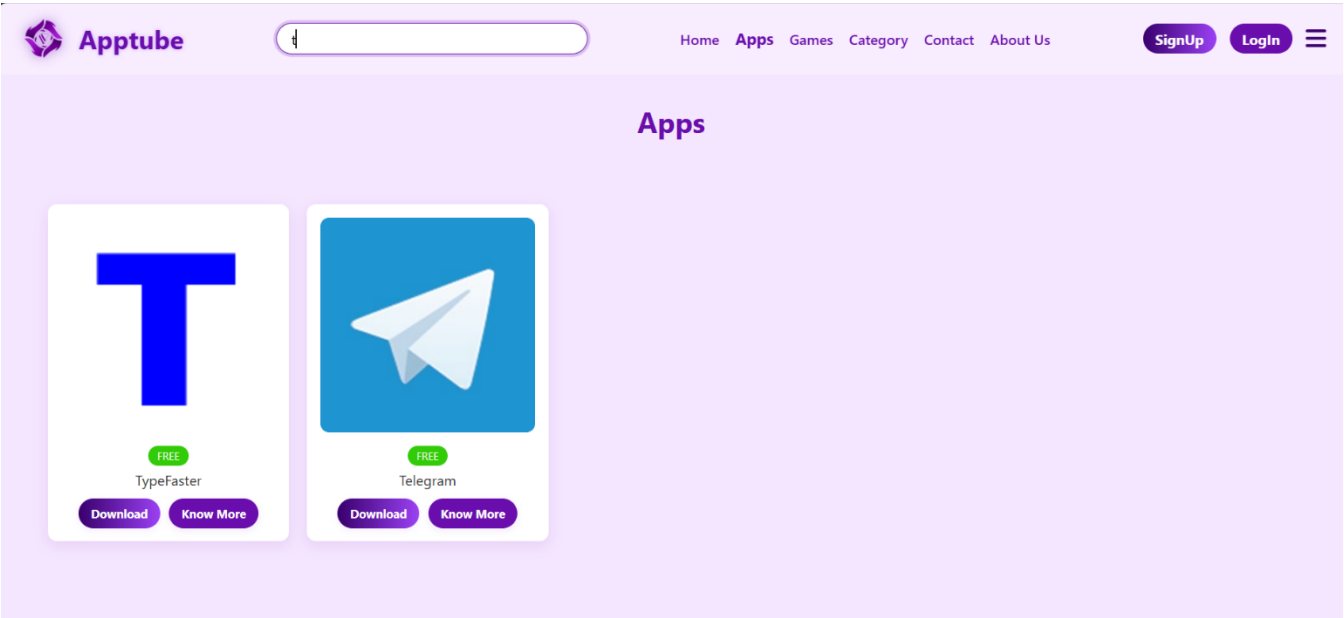 Apptube
t
Home Apps Games Category Contact About Us
SignUp LogIn
Apps
T
FREE
TypeFaster
Download Know More
FREE
Telegram
Download Know More